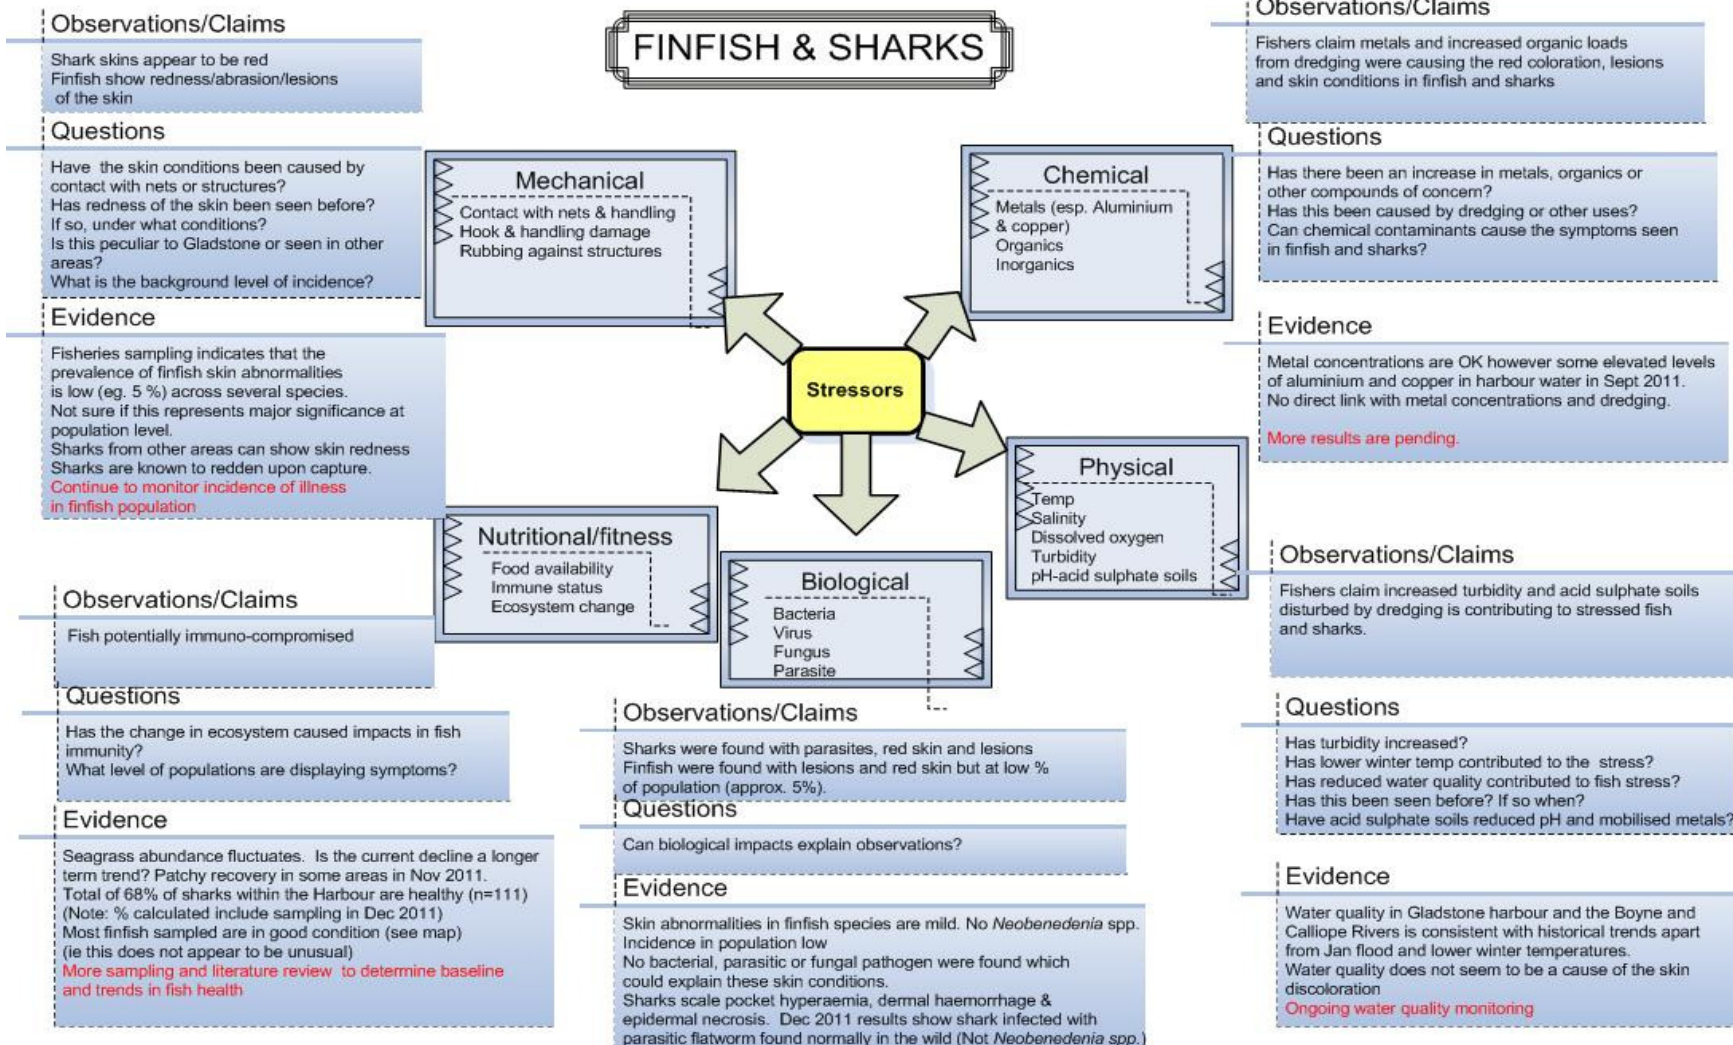 FINFISH & SHARKS
Observations/Claims
Shark skins appear to be red
Finfish show redness/abrasion/lesions
of the skin
Questions
Have the skin conditions been caused by
contact with nets or structures?
Has redness of the skin been seen before?
If so, under what conditions?
Is this peculiar to Gladstone or seen in other
areas?
What is the background level of incidence?
Evidence
Fisheries sampling indicates that the
prevalence of finfish skin abnormalities
is low (eg. 5 %) across several species.
Not sure if this represents major significance at
population level.
Sharks from other areas can show skin redness
Sharks are known to redden upon capture.
Continue to monitor incidence of illness
in finfish population
Mechanical
Contact with nets & handling
Hook & handling damage
Rubbing against structures
Chemical
Metals (esp. Aluminium
& copper)
Organics
Inorganics
Observations/Claims
Fishers claim metals and increased organic loads
from dredging were causing the red coloration, lesions
and skin conditions in finfish and sharks
Questions
Has there been an increase in metals, organics or
other compounds of concern?
Has this been caused by dredging or other uses?
Can chemical contaminants cause the symptoms seen
in finfish and sharks?
Evidence
Metal concentrations are OK however some elevated levels
of aluminium and copper in harbour water in Sept 2011.
No direct link with metal concentrations and dredging.
More results are pending.
Stressors
Nutritional/fitness
Food availability
Immune status
Ecosystem change
Biological
Bacteria
Virus
Fungus
Parasite
Physical
Temp
Salinity
Dissolved oxygen
Turbidity
pH-acid sulphate soils
Observations/Claims
Fish potentially immuno-compromised
Questions
Has the change in ecosystem caused impacts in fish
immunity?
What level of populations are displaying symptoms?
Evidence
Seagrass abundance fluctuates. Is the current decline a longer
term trend? Patchy recovery in some areas in Nov 2011.
Total of 68% of sharks within the Harbour are healthy (n=111)
(Note: % calculated include sampling in Dec 2011)
Most finfish sampled are in good condition (see map)
(ie this does not appear to be unusual)
More sampling and literature review to determine baseline
and trends in fish health
Observations/Claims
Sharks were found with parasites, red skin and lesions
Finfish were found with lesions and red skin but at low %
of population (approx. 5%).
Questions
Can biological impacts explain observations?
Evidence
Skin abnormalities in finfish species are mild. No Neobenedenia spp.
Incidence in population low
No bacterial, parasitic or fungal pathogen were found which
could explain these skin conditions.
Sharks scale pocket hyperaemia, dermal haemorrhage &
epidermal necrosis. Dec 2011 results show shark infected with
parasitic flatworm found normally in the wild (Not Neobenedenia spp.)
Observations/Claims
Fishers claim increased turbidity and acid sulphate soils
disturbed by dredging is contributing to stressed fish
and sharks.
Questions
Has turbidity increased?
Has lower winter temp contributed to the stress?
Has reduced water quality contributed to fish stress?
Has this been seen before? If so when?
Have acid sulphate soils reduced pH and mobilised metals?
Evidence
Water quality in Gladstone harbour and the Boyne and
Calliope Rivers is consistent with historical trends apart
from Jan flood and lower winter temperatures.
Water quality does not seem to be a cause of the skin
discoloration
Ongoing water quality monitoring